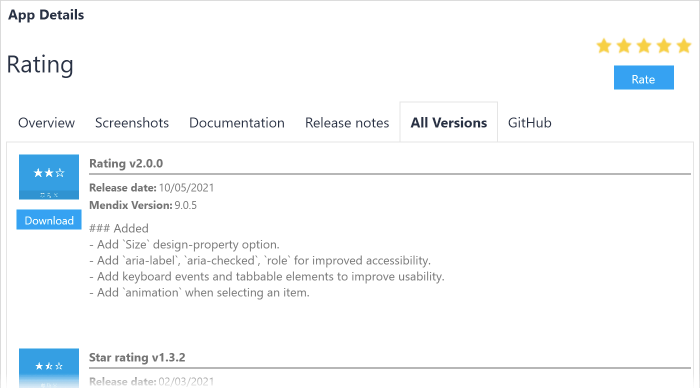 App Details
Rating
Rate
Overview Screenshots Documentation Release notes All Versions GitHub
Rating v2.0.0
Release date: 10/05/2021
Mendix Version: 9.0.5
Download
### Added
- Add `Size` design-property option.
- Add `aria-label`, `aria-checked`, `role` for improved accessibility.
- Add keyboard events and tabbable elements to improve usability.
- Add `animation` when selecting an item.
Star rating v1.3.2
Release date: 02/03/2021